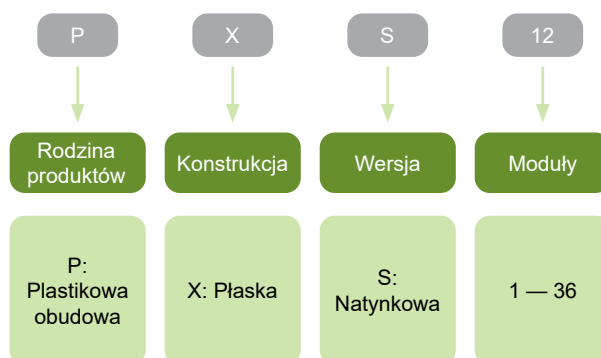 P
X
S
12
Rodzina
produktów
Konstrukcja
Wersja
Moduły
P:
Plastikowa
obudowa
X: Płaska
S:
Natynkowa
1 — 36